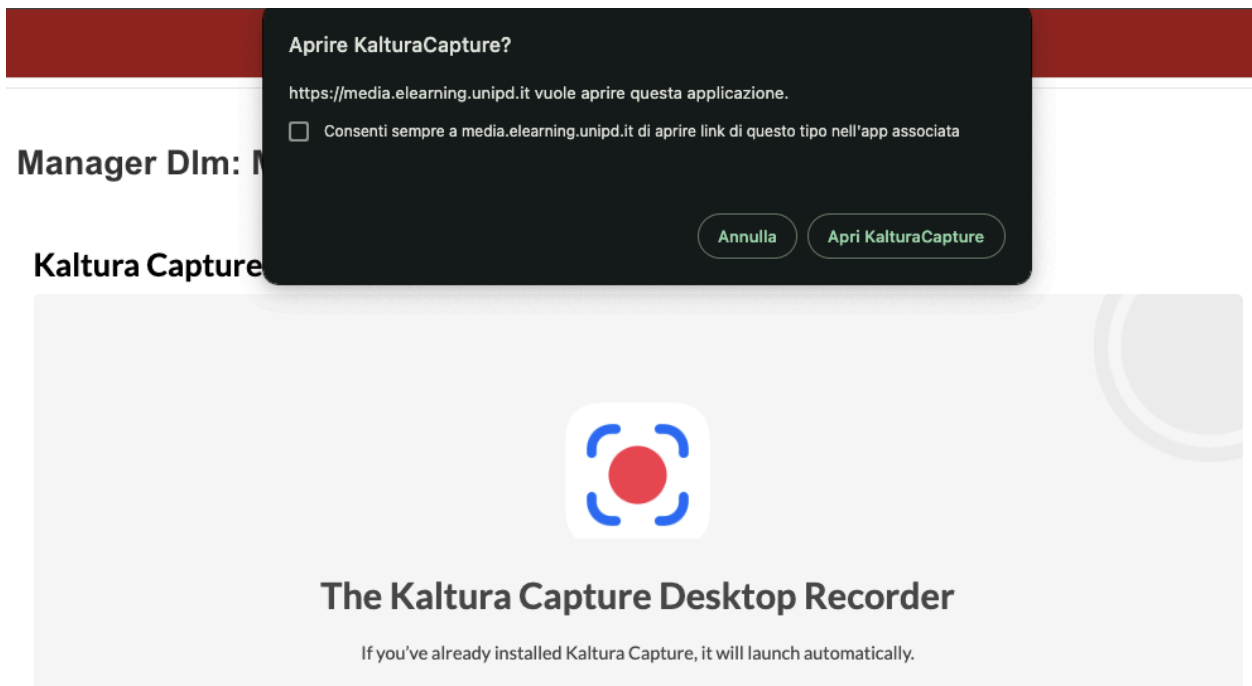 Aprire KalturaCapture?
https://media.elearning.unipd.it vuole aprire questa applicazione.
Consenti sempre a media.elearning.unipd.it di aprire link di questo tipo nell'app associata
Annulla
Apri KalturaCapture
Manager Dlm:
Kaltura Capture
The Kaltura Capture Desktop Recorder
If you've already installed Kaltura Capture, it will launch automatically.